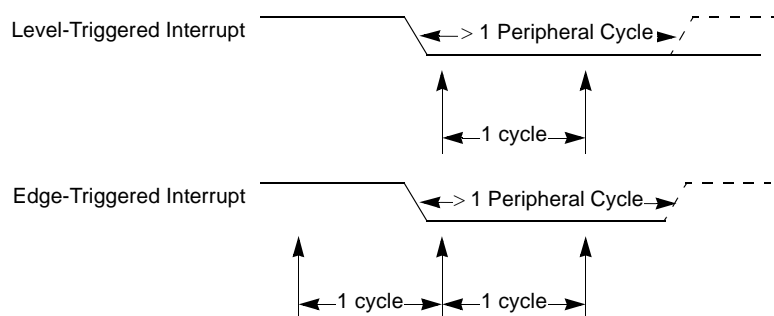 Level-Triggered Interrupt
> 1 Peripheral Cycle
1 cycle
Edge-Triggered Interrupt
> 1 Peripheral Cycle
1 cycle
1 cycle